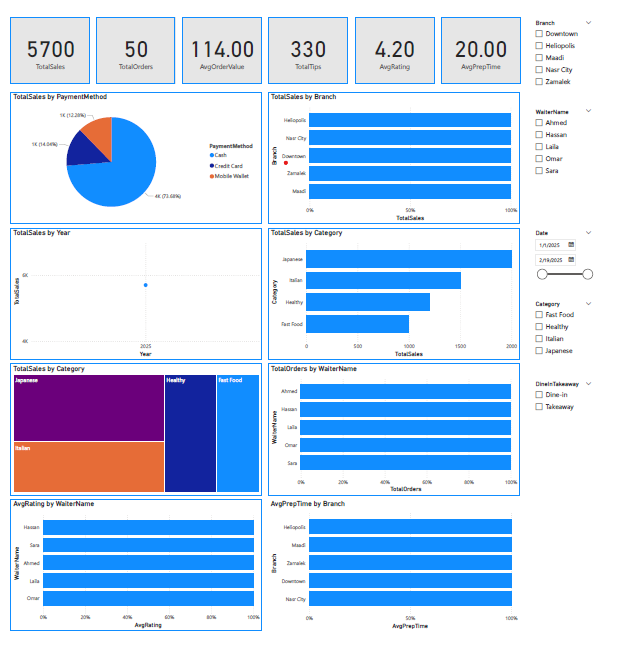 5700
TotalSales
50
TotalOrders
114.00
AvgOrderValue
330
TotalTips
4.20
AvgRating
20.00
AvgPrepTime
Branch
Downtown
Heliopolis
Maadi
Nasr City
Zamalek
TotalSales by PaymentMethod
1K (12.28%)
1K (14.04%)
4K (73.68%)
PaymentMethod
Cash
Credit Card
Mobile Wallet
TotalSales by Branch
Branch
Heliopolis
Nasr City
Downtown
Zamalek
Maadi
0% 50% 100%
TotalSales
WaiterName
Ahmed
Hassan
Laila
Omar
Sara
TotalSales by Year
TotalSales
6K
4K
2025
Year
TotalSales by Category
Category
Japanese
Italian
Healthy
Fast Food
0 500 1000 1500 2000
TotalSales
Date
1/1/2025
2/19/2025
Category
Fast Food
Healthy
Italian
Japanese
TotalSales by Category
Japanese
Italian
Healthy
Fast Food
TotalOrders by WaiterName
WaiterName
Ahmed
Hassan
Laila
Omar
Sara
0% 20% 40% 60% 80% 100%
TotalOrders
DineInTakeaway
Dine-in
Takeaway
AvgRating by WaiterName
WaiterName
Hassan
Sara
Ahmed
Laila
Omar
0% 20% 40% 60% 80% 100%
AvgRating
AvgPrepTime by Branch
Branch
Heliopolis
Maadi
Zamalek
Downtown
Nasr City
0% 50% 100%
AvgPrepTime